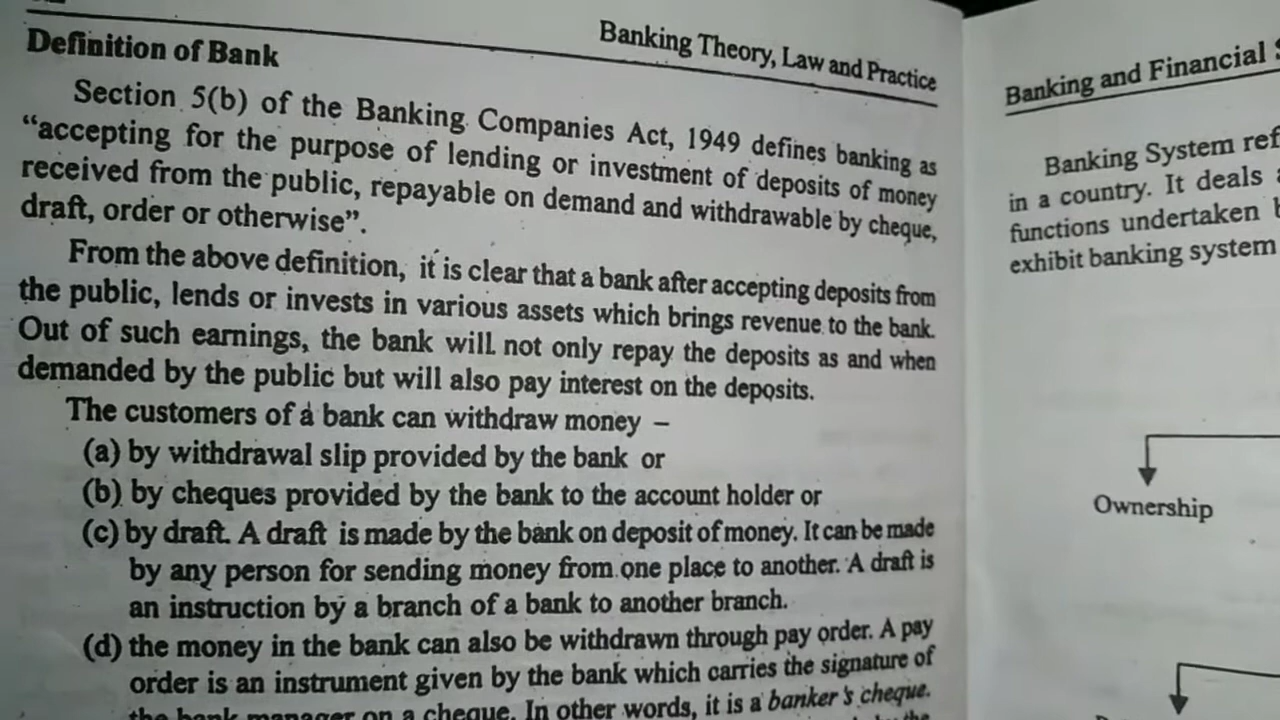 Banking Theory, Law and Practice
Definition of Bank
Section 5(b) of the Banking Companies Act, 1949 defines banking as
“accepting for the purpose of lending or investment of deposits of money
received from the public, repayable on demand and withdrawable by cheque,
draft, order or otherwise”.
From the above definition, it is clear that a bank after accepting deposits from
the public, lends or invests in various assets which brings revenue to the bank.
Out of such earnings, the bank will not only repay the deposits as and when
demanded by the public but will also pay interest on the deposits.
The customers of a bank can withdraw money –
(a) by withdrawal slip provided by the bank or
(b) by cheques provided by the bank to the account holder or
(c) by draft. A draft is made by the bank on deposit of money. It can be made
by any person for sending money from one place to another. A draft is
an instruction by a branch of a bank to another branch.
(d) the money in the bank can also be withdrawn through pay order. A pay
order is an instrument given by the bank which carries the signature of
the bank manager on a cheque. In other words, it is a banker's cheque.
the
Banking and Financial
Banking System
in a country. It deals
functions undertaken
exhibit banking system
Ownership